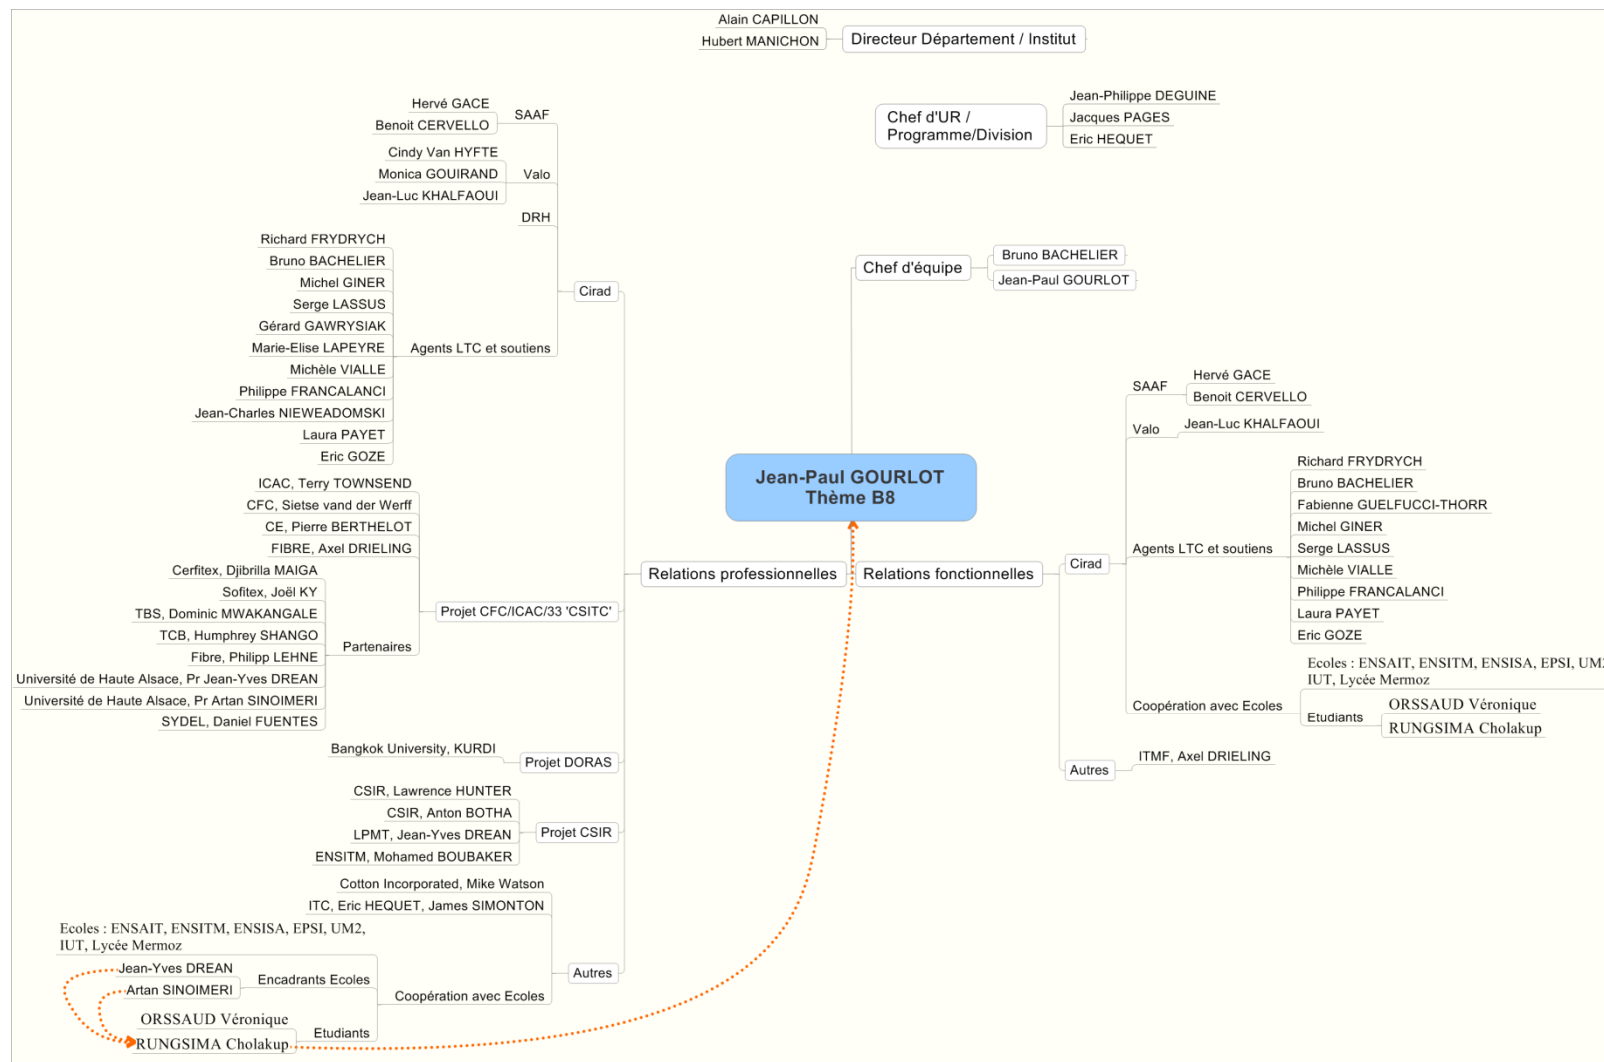 Alain CAPILLON
Hubert MANICHON
Directeur Département / Institut
Jean-Philippe DEGUINE
Chef d'UR /
Programme/Division
Jacques PAGES
Eric HEQUET
Hervé GACE
SAAF
Benoit CERVELLO
Cindy Van HYFTE
Monica GOUIRAND
Valo
Jean-Luc KHALFAOUI
DRH
Richard FRYDRYCH
Bruno BACHELIER
Michel GINER
Cirad
Serge LASSUS
Gérard GAWRYSIAK
Marie-Elise LAPEYRE
Agents LTC et soutiens
Michèle VIALLE
Philippe FRANCALANCI
Jean-Charles NIEWEADOMSKI
Laura PAYET
Eric GOZE
Chef d'équipe
Bruno BACHELIER
Jean-Paul GOURLOT
Jean-Paul GOURLOT
Thème B8
ICAC, Terry TOWNSEND
CFC, Sietse vand der Werff
CE, Pierre BERTHELOT
FIBRE, Axel DRIELING
Relations professionnelles
Relations fonctionnelles
Cerfitex, Djibrilla MAIGA
Sofitex, Joël KY
Projet CFC/ICAC/33 'CSITC'
TBS, Dominic MWAKANGALE
TCB, Humphrey SHANGO
Partenaires
Fibre, Philipp LEHNE
Université de Haute Alsace, Pr Jean-Yves DREAN
Université de Haute Alsace, Pr Artan SINOIMERI
SYDEL, Daniel FUENTES
Bangkok University, KURDI
Projet DORAS
CSIR, Lawrence HUNTER
CSIR, Anton BOTHA
Projet CSIR
LPMT, Jean-Yves DREAN
ENSITM, Mohamed BOUBAKER
Cotton Incorporated, Mike Watson
ITC, Eric HEQUET, James SIMONTON
Ecoles : ENSAIT, ENSITM, ENSISA, EPSI, UM2,
IUT, Lycée Mermoz
Autres
Jean-Yves DREAN
Encadrants Ecoles
Artan SINOIMERI
Coopération avec Ecoles
ORSSAUD Véronique
Etudiants
RUNGSIMA Cholakup
Hervé GACE
SAAF
Benoit CERVELLO
Valo
Jean-Luc KHALFAOUI
Richard FRYDRYCH
Bruno BACHELIER
Fabienne GUELFUCCI-THORR
Michel GINER
Agents LTC et soutiens
Serge LASSUS
Cirad
Michèle VIALLE
Philippe FRANCALANCI
Laura PAYET
Eric GOZE
Ecoles : ENSAIT, ENSITM, ENSISA, EPSI, UM2
IUT, Lycée Mermoz
Coopération avec Ecoles
ORSSAUD Véronique
Etudiants
RUNGSIMA Cholakup
Autres
ITMF, Axel DRIELING